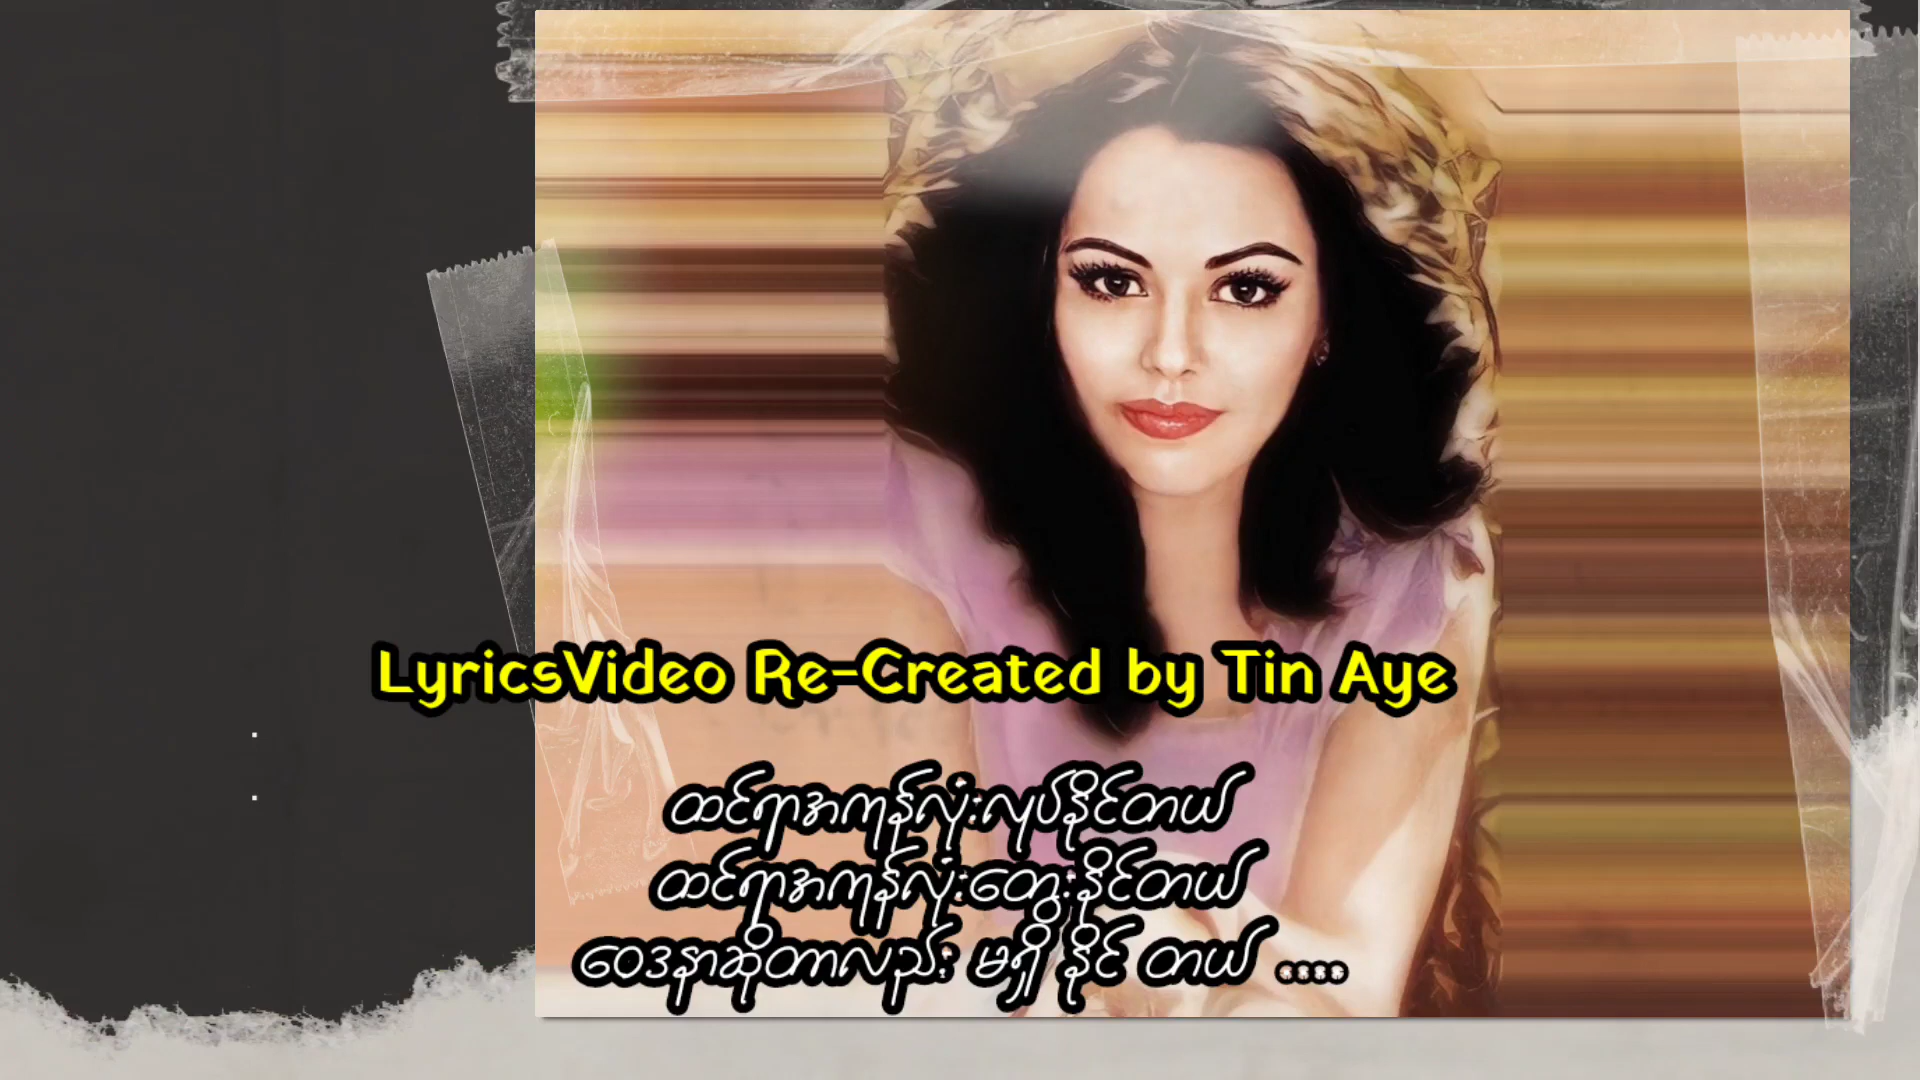 LyricsVideo Re-Created by Tin Aye
ထင်ရာအကုန်လုံးလုပ်နိုင်တယ်
ထင်ရာအကုန်လုံးတွေးနိုင်တယ်
ဝေဒနာဆိုတာလည်း မရှိ နိုင် တယ် ....